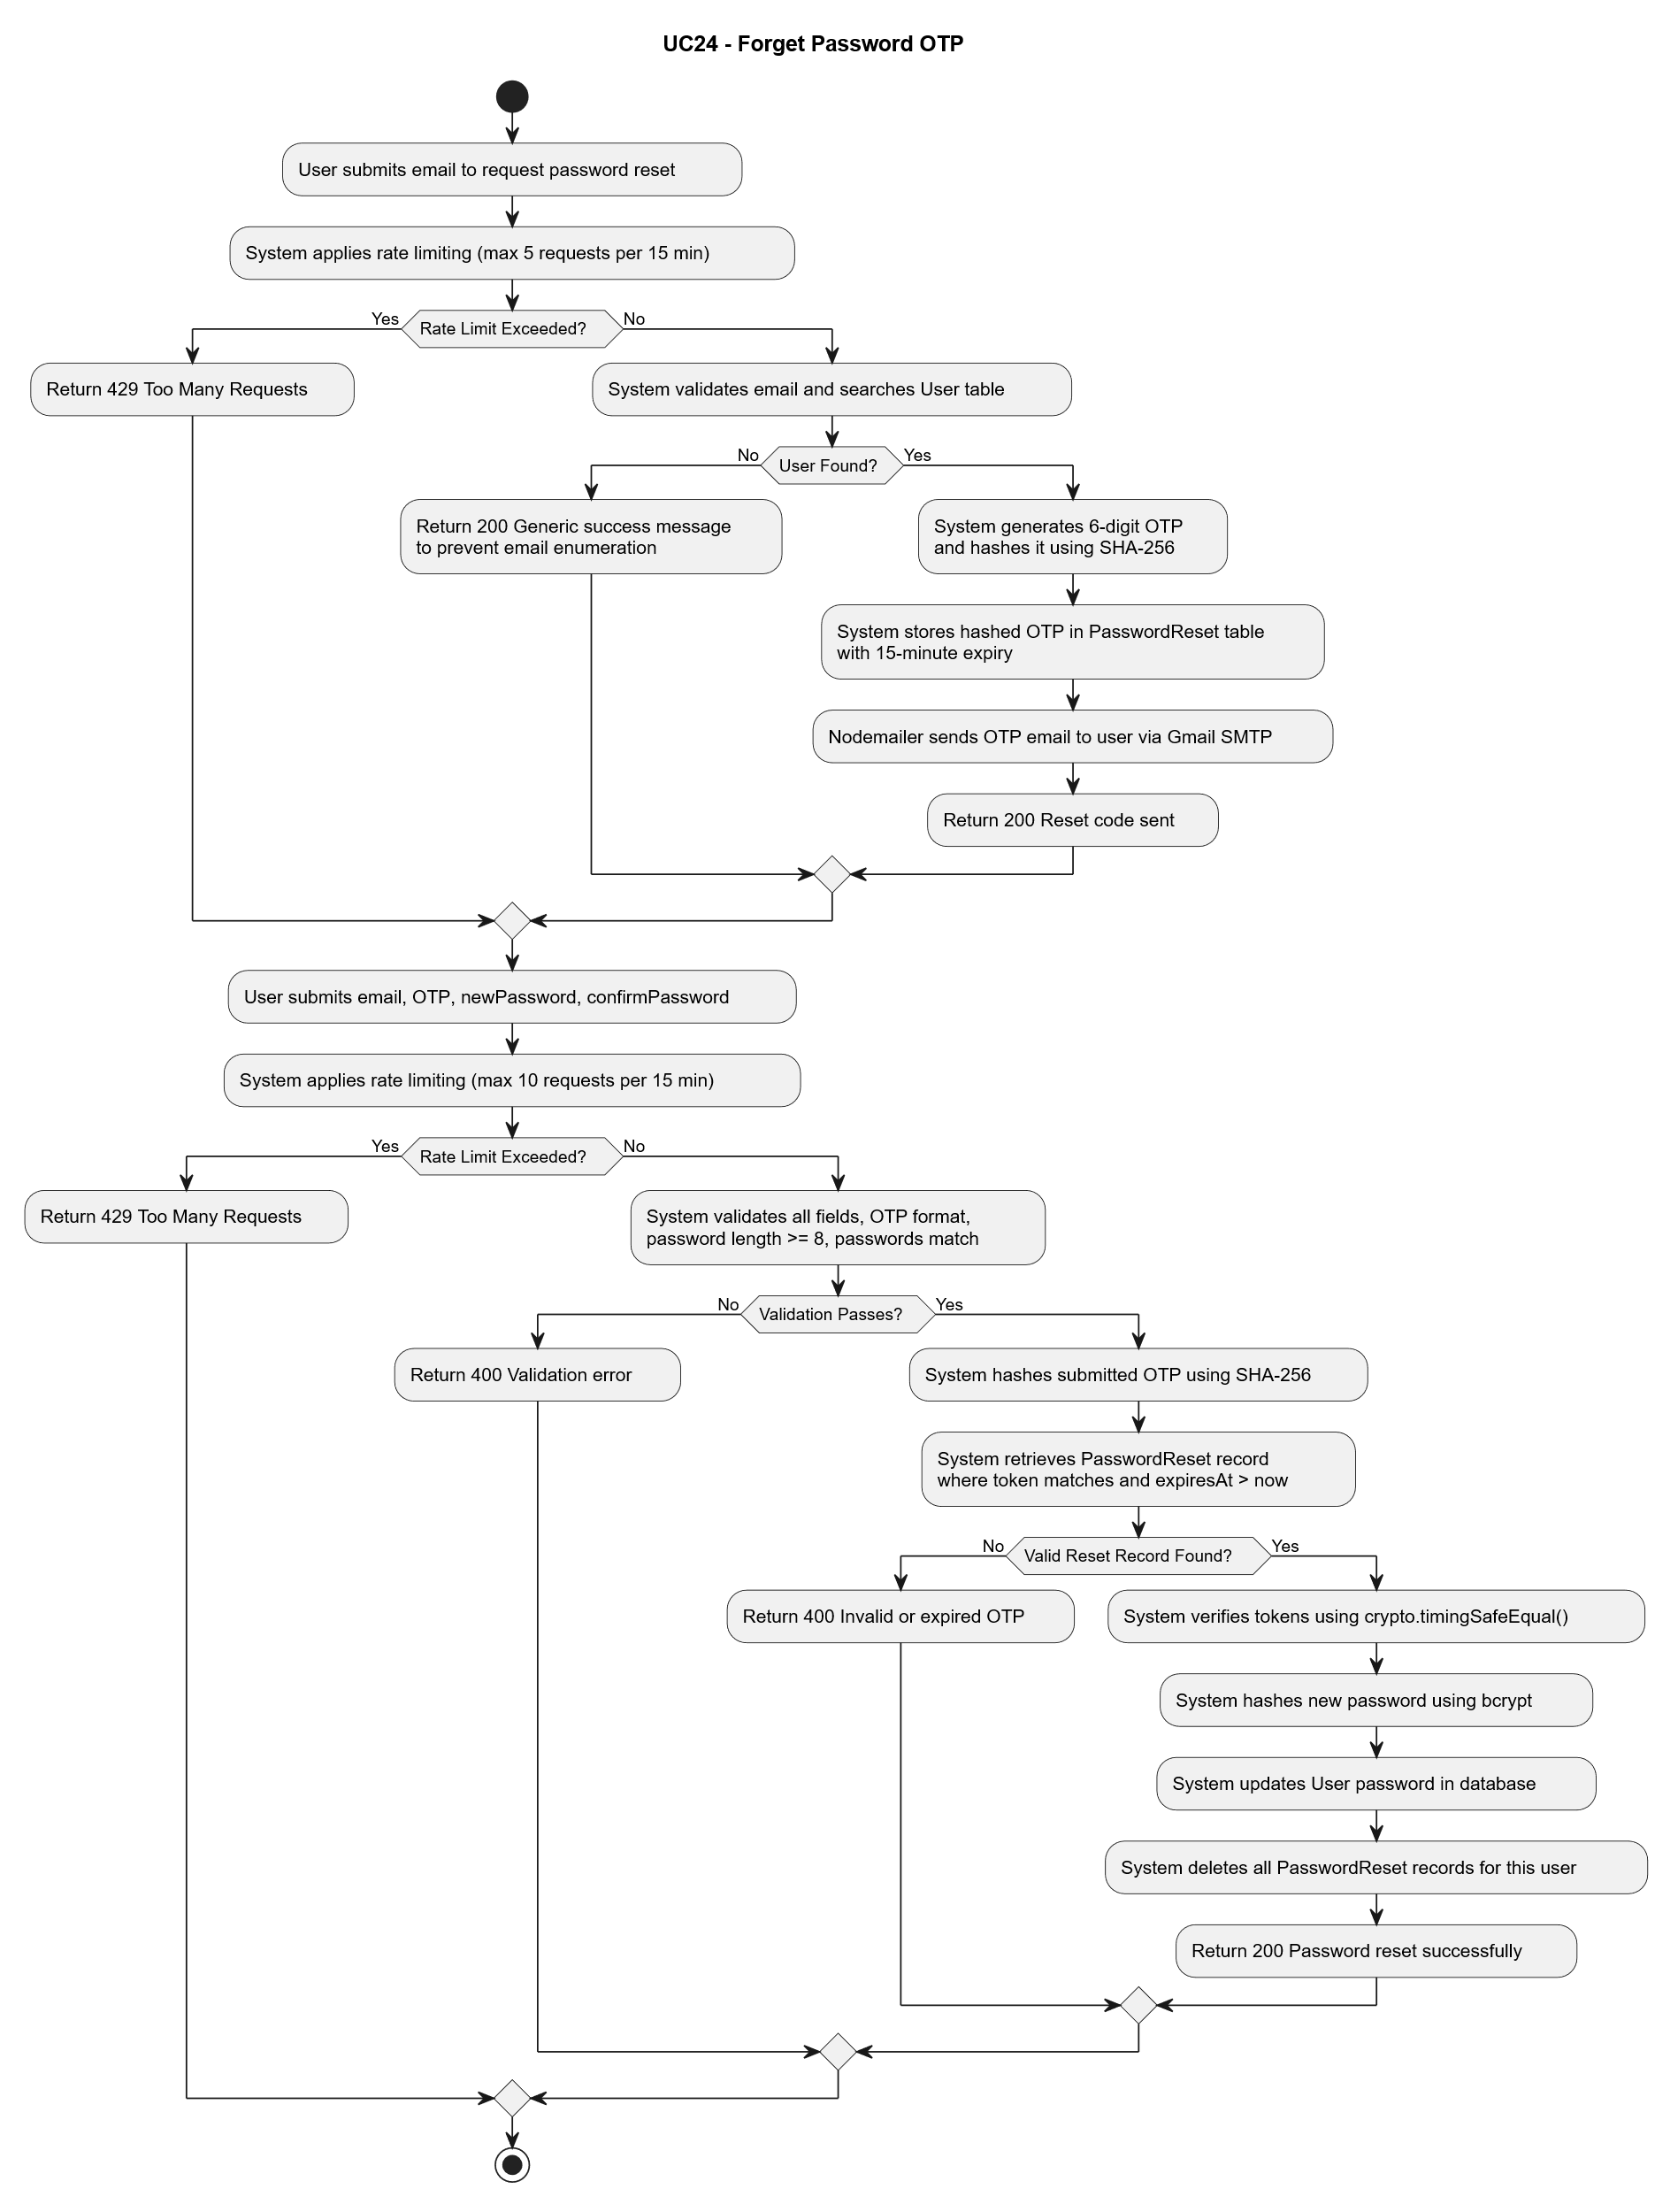 UC24 - Forget Password OTP
User submits email to request password reset
System applies rate limiting (max 5 requests per 15 min)
Yes
Rate Limit Exceeded?
No
Return 429 Too Many Requests
System validates email and searches User table
No
User Found?
Yes
Return 200 Generic success message
to prevent email enumeration
System generates 6-digit OTP
and hashes it using SHA-256
System stores hashed OTP in PasswordReset table
with 15-minute expiry
Nodemailer sends OTP email to user via Gmail SMTP
Return 200 Reset code sent
User submits email, OTP, newPassword, confirmPassword
System applies rate limiting (max 10 requests per 15 min)
Yes
Rate Limit Exceeded?
No
Return 429 Too Many Requests
System validates all fields, OTP format,
password length >= 8, passwords match
No
Validation Passes?
Yes
Return 400 Validation error
System hashes submitted OTP using SHA-256
System retrieves PasswordReset record
where token matches and expiresAt > now
No
Valid Reset Record Found?
Yes
Return 400 Invalid or expired OTP
System verifies tokens using crypto.timingSafeEqual()
System hashes new password using bcrypt
System updates User password in database
System deletes all PasswordReset records for this user
Return 200 Password reset successfully